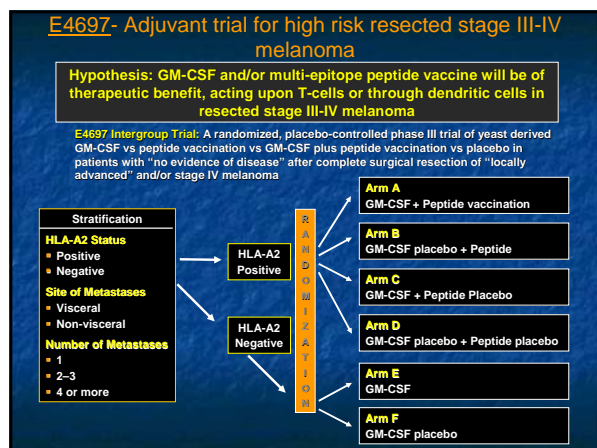 E4697- Adjuvant trial for high risk resected stage III-IV
melanoma
Hypothesis: GM-CSF and/or multi-epitope peptide vaccine will be of
therapeutic benefit, acting upon T-cells or through dendritic cells in
resected stage III-IV melanoma
E4697 Intergroup Trial: A randomized, placebo-controlled phase III trial of yeast derived
GM-CSF vs peptide vaccination vs GM-CSF plus peptide vaccination vs placebo in
patients with “no evidence of disease” after complete surgical resection of “locally
advanced” and/or stage IV melanoma
Stratification
HLA-A2 Status
Positive
Negative
Site of Metastases
Visceral
Non-visceral
Number of Metastases
1
2–3
4 or more
HLA-A2
Positive
HLA-A2
Negative
RANDOMIZATION
Arm A
GM-CSF + Peptide vaccination
Arm B
GM-CSF placebo + Peptide
Arm C
GM-CSF + Peptide Placebo
Arm D
GM-CSF placebo + Peptide placebo
Arm E
GM-CSF
Arm F
GM-CSF placebo